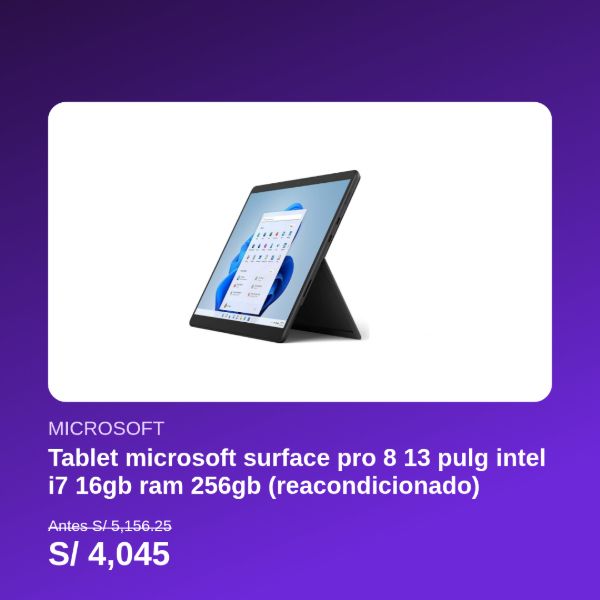 MICROSOFT
Tablet microsoft surface pro 8 13 pulg intel
i7 16gb ram 256gb (reacondicionado)
Antes S/ 5,156.25
S/ 4,045